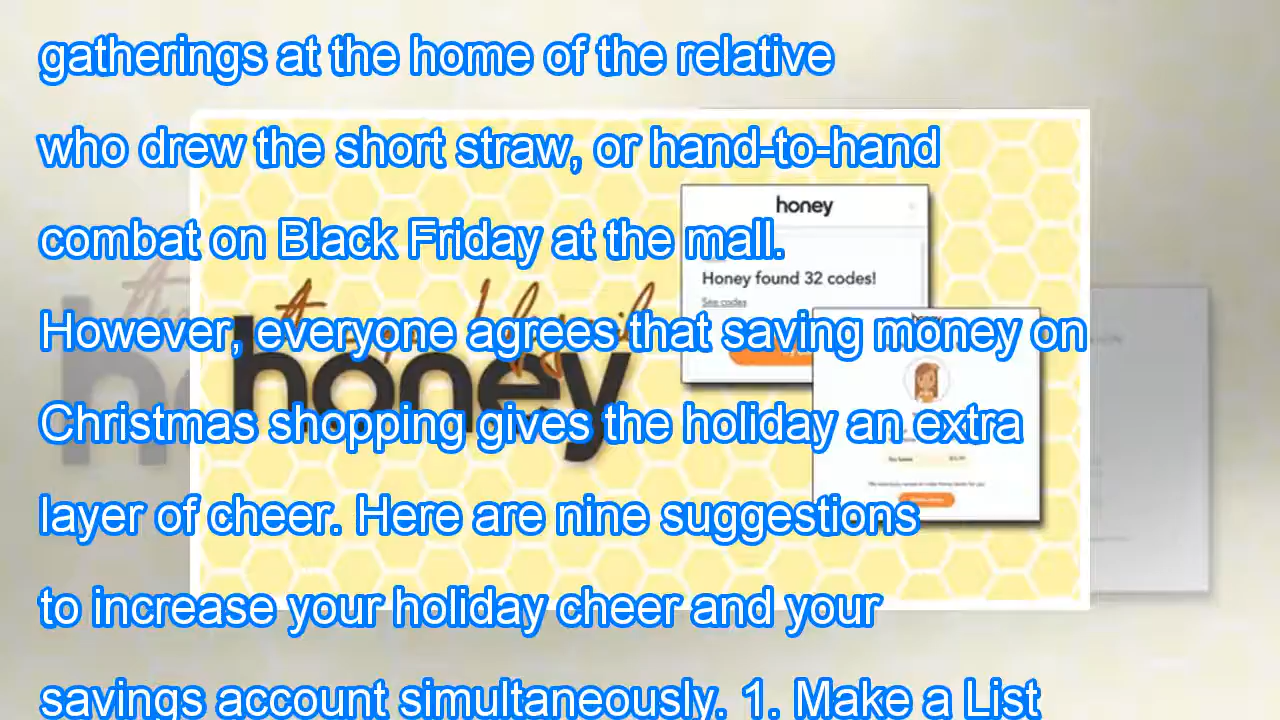 gatherings at the home of the relative
who drew the short straw, or hand-to-hand
combat on Black Friday at the mall.
However, everyone agrees that saving money on
Christmas shopping gives the holiday an extra
layer of cheer. Here are nine suggestions
to increase your holiday cheer and your
savings account simultaneously. 1. Make a List
honey
Honey found 32 codes!
See codes
honey